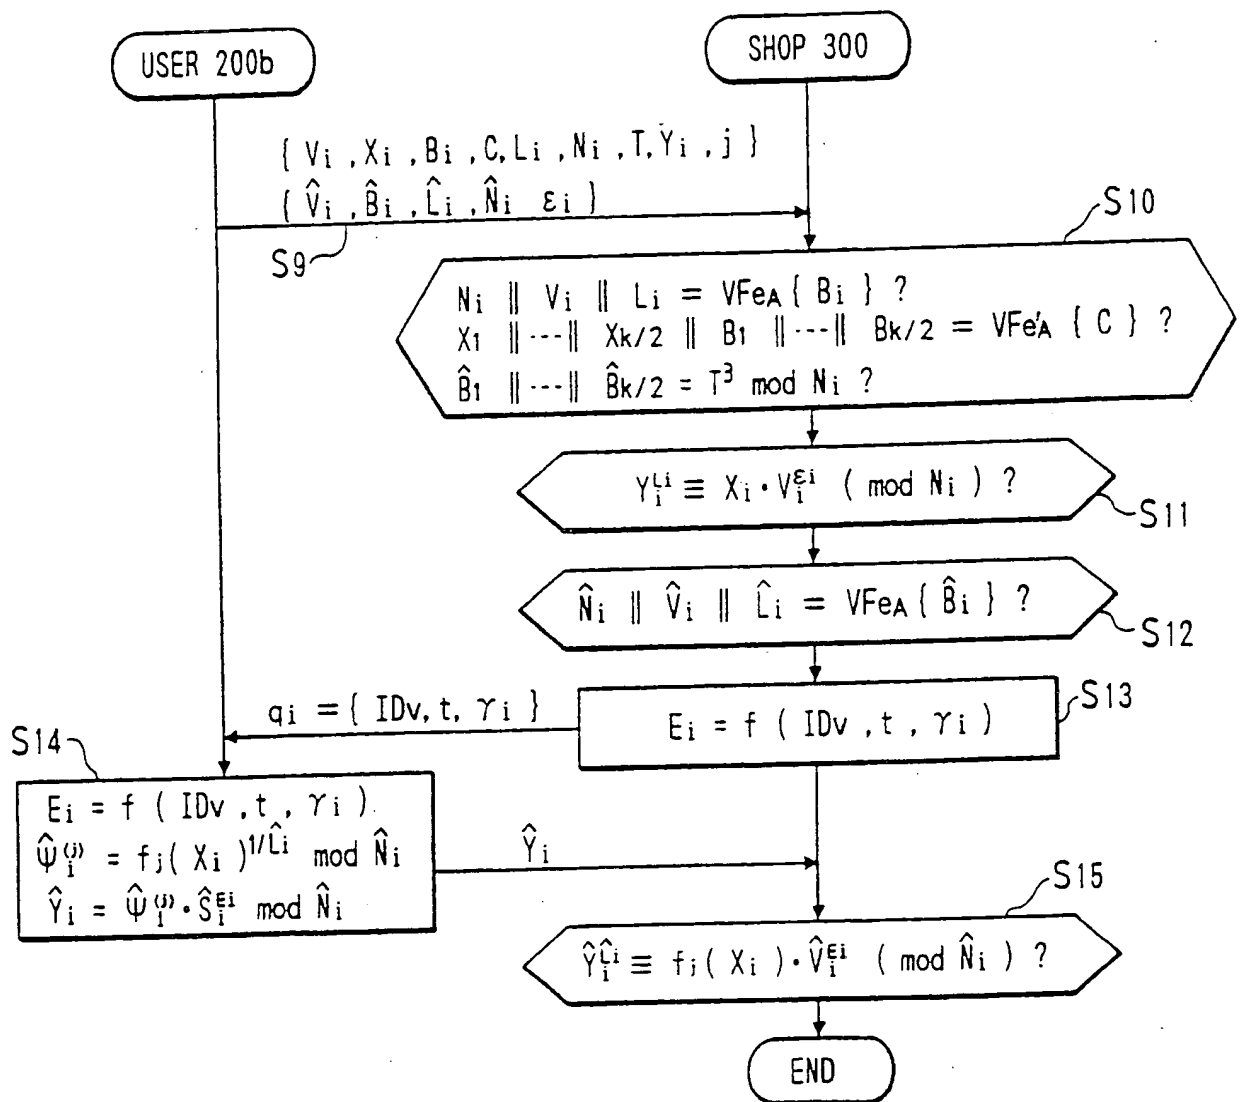 USER 200b
SHOP 300
{ Vi , Xi , Bi , C, Li , Ni , T, Yi , j }
{ V̂i , B̂i , L̂i , N̂i εi }
S9
S10
Ni ‖ Vi ‖ Li = VFeA { Bi } ?
X1 ‖---‖ Xk/2 ‖ B1 ‖---‖ Bk/2 = VFe'A { C } ?
B̂1 ‖---‖ B̂k/2 = T³ mod Ni ?
Yi^Li ≡ Xi · Vi^εi ( mod Ni ) ?
S11
N̂i ‖ V̂i ‖ L̂i = VFeA { B̂i } ?
S12
qi = { IDv, t, γi }
S13
Ei = f ( IDv , t , γi )
S14
Ei = f ( IDv , t , γi )
Ψ̂i^(j) = fj( Xi )^1/L̂i mod N̂i
Ŷi = Ψ̂i^(j) · Ŝi^Ei mod N̂i
Ŷi
S15
Ŷi^L̂i ≡ fj( Xi ) · V̂i^Ei ( mod N̂i ) ?
END